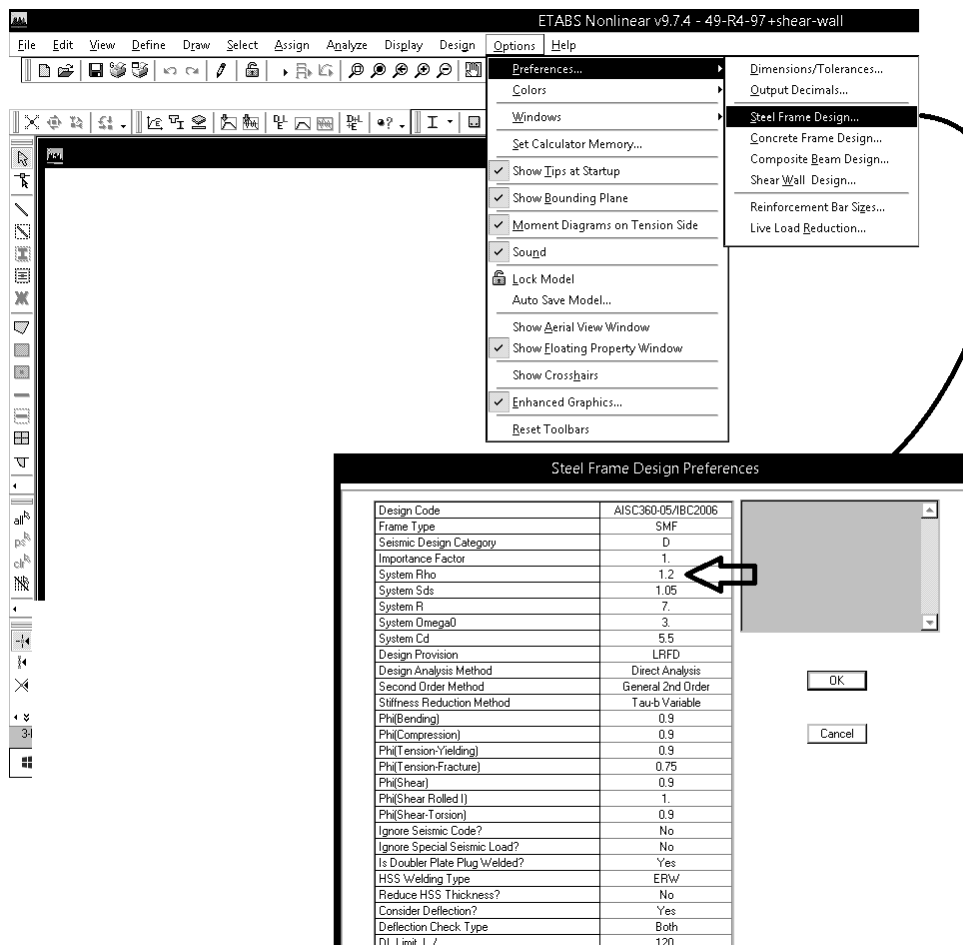 ETABS Nonlinear v9.7.4 - 49-R4-97+shear-wall
File Edit View Define Draw Select Assign Analyze Display Design Options Help
Preferences...
Colors
Windows
Set Calculator Memory...
Show Tips at Startup
Show Bounding Plane
Moment Diagrams on Tension Side
Sound
Lock Model
Auto Save Model...
Show Aerial View Window
Show Floating Property Window
Show Crosshairs
Enhanced Graphics...
Reset Toolbars
Dimensions/Tolerances...
Output Decimals...
Steel Frame Design...
Concrete Frame Design...
Composite Beam Design...
Shear Wall Design...
Reinforcement Bar Sizes...
Live Load Reduction...
all
ps
clr
Steel Frame Design Preferences
Design Code AISC360-05/IBC2006
Frame Type SMF
Seismic Design Category D
Importance Factor 1.
System Rho 1.2
System Sds 1.05
System R 7.
System Omega0 3.
System Cd 5.5
Design Provision LRFD
Design Analysis Method Direct Analysis
Second Order Method General 2nd Order
Stiffness Reduction Method Tau-b Variable
Phi(Bending) 0.9
Phi(Compression) 0.9
Phi(Tension-Yielding) 0.9
Phi(Tension-Fracture) 0.75
Phi(Shear) 0.9
Phi(Shear Rolled I) 1.
Phi(Shear-Torsion) 0.9
Ignore Seismic Code? No
Ignore Special Seismic Load? No
Is Doubler Plate Plug Welded? Yes
HSS Welding Type ERW
Reduce HSS Thickness? No
Consider Deflection? Yes
Deflection Check Type Both
DL Limit, L / 120
OK
Cancel